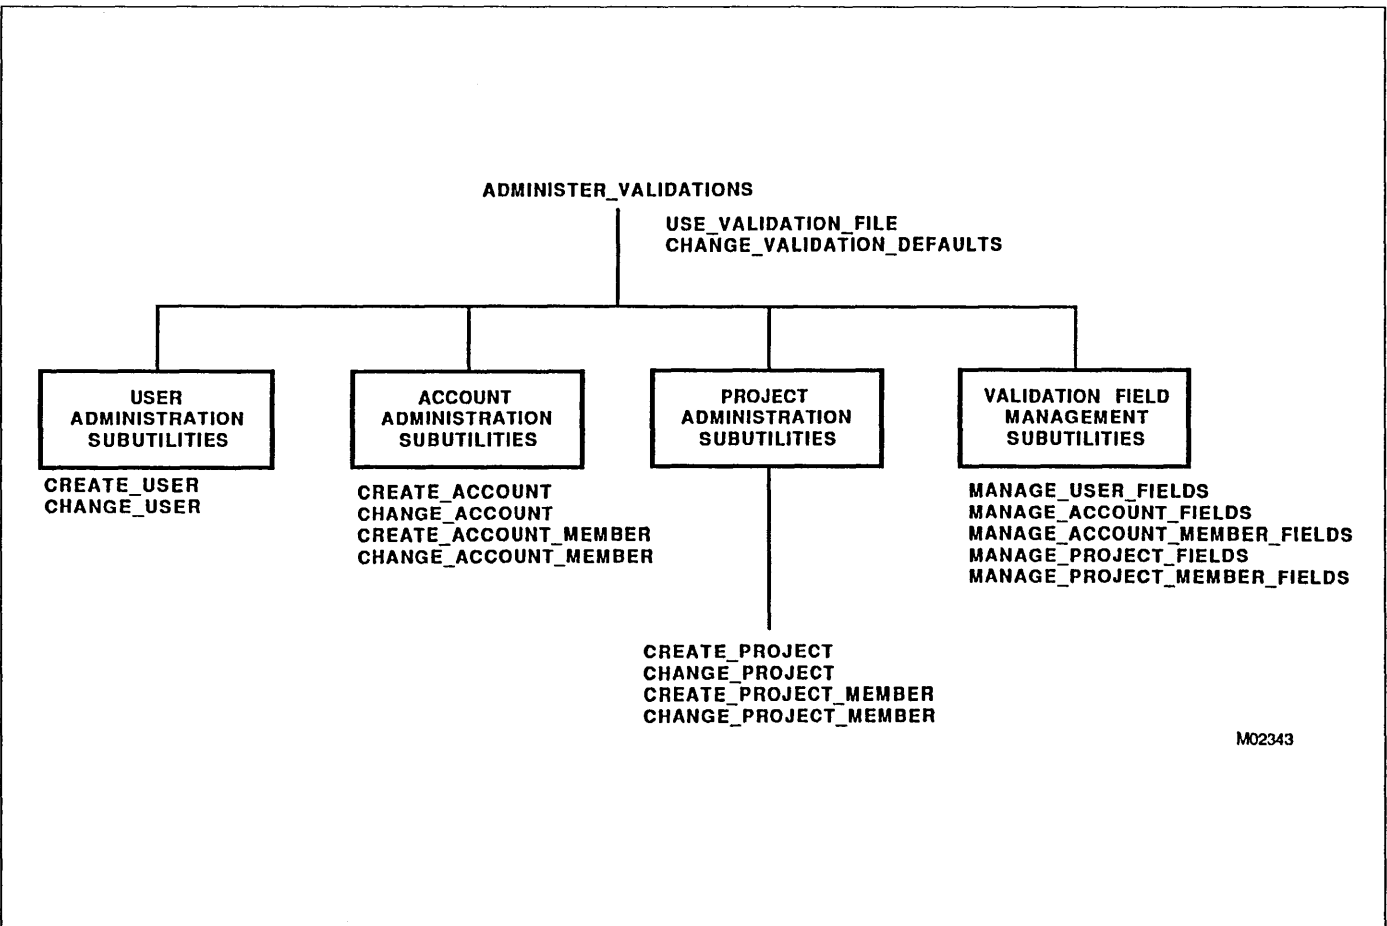 ADMINISTER_VALIDATIONS
USE_VALIDATION_FILE
CHANGE_VALIDATION_DEFAULTS
USER
ADMINISTRATION
SUBUTILITIES
CREATE_USER
CHANGE_USER
ACCOUNT
ADMINISTRATION
SUBUTILITIES
CREATE_ACCOUNT
CHANGE_ACCOUNT
CREATE_ACCOUNT_MEMBER
CHANGE_ACCOUNT_MEMBER
PROJECT
ADMINISTRATION
SUBUTILITIES
CREATE_PROJECT
CHANGE_PROJECT
CREATE_PROJECT_MEMBER
CHANGE_PROJECT_MEMBER
VALIDATION FIELD
MANAGEMENT
SUBUTILITIES
MANAGE_USER_FIELDS
MANAGE_ACCOUNT_FIELDS
MANAGE_ACCOUNT_MEMBER_FIELDS
MANAGE_PROJECT_FIELDS
MANAGE_PROJECT_MEMBER_FIELDS
M02343